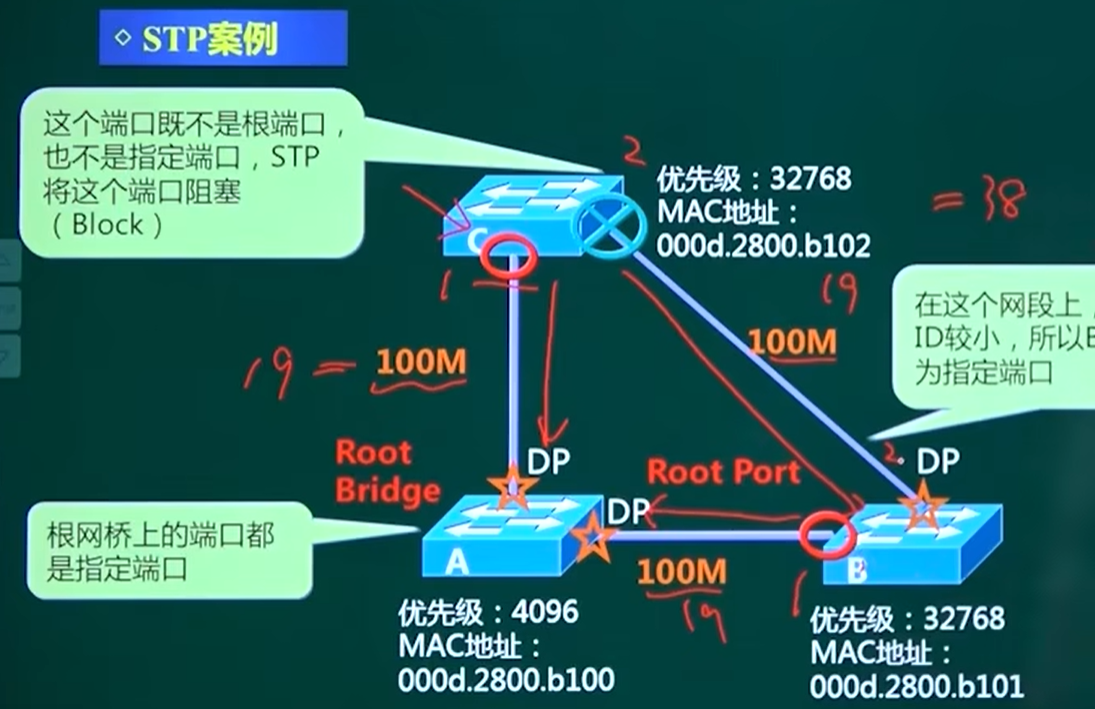 ◇ STP案例
这个端口既不是根端口，
也不是指定端口，STP
将这个端口阻塞
（Block）
2
优先级：32768
MAC地址：
000d.2800.b102
= 38
C
1
19
在这个网段上，
ID较小，所以B
为指定端口
19 = 100M
100M
Root
Bridge
DP
Root Port
2
DP
根网桥上的端口都
是指定端口
DP
A
B
100M
19
1
优先级：4096
MAC地址：
000d.2800.b100
优先级：32768
MAC地址：
000d.2800.b101